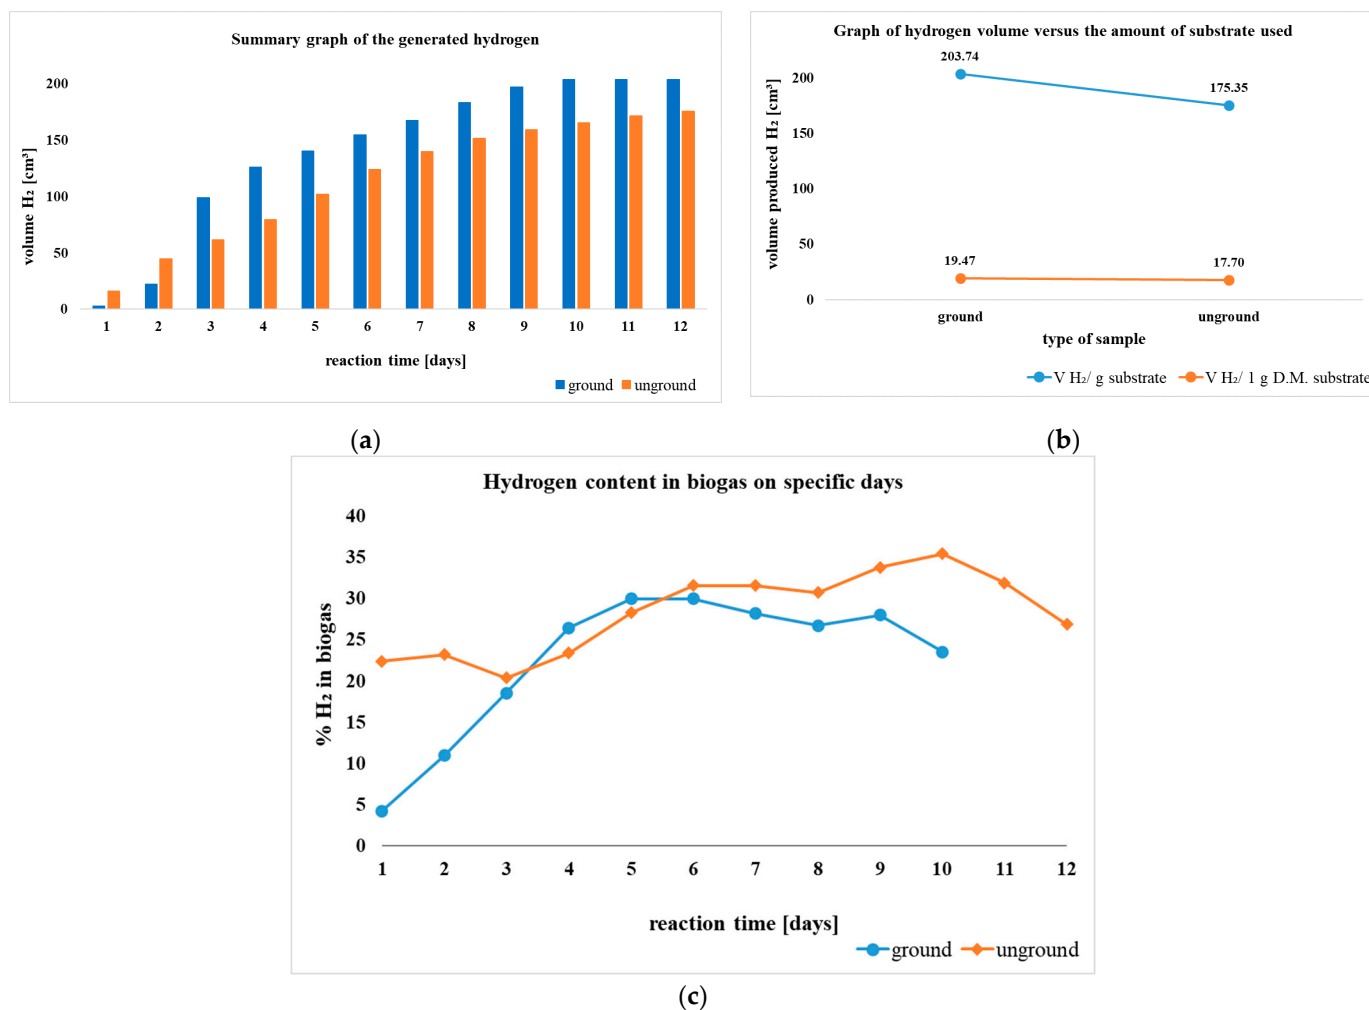 Summary graph of the generated hydrogen
volume H₂ [cm³]
200
150
100
50
0
1 2 3 4 5 6 7 8 9 10 11 12
reaction time [days]
ground unground
(a)
Graph of hydrogen volume versus the amount of substrate used
volume produced H₂ [cm³]
203.74
200
175.35
150
100
50
19.47
17.70
0
ground unground
type of sample
V H₂/ g substrate V H₂/ 1 g D.M. substrate
(b)
Hydrogen content in biogas on specific days
% H₂ in biogas
40
35
30
25
20
15
10
5
0
1 2 3 4 5 6 7 8 9 10 11 12
reaction time [days]
ground unground
(c)